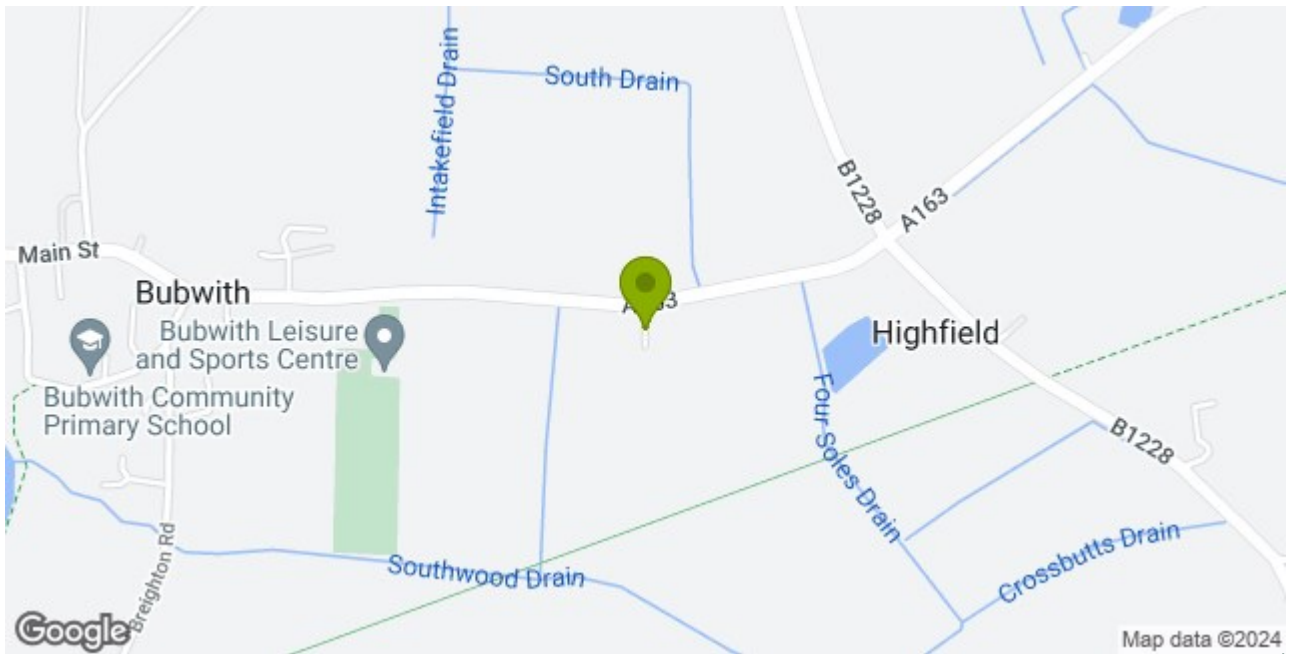 Intakefield Drain
South Drain
B1228
A163
Main St
Bubwith
Bubwith Leisure
and Sports Centre
Highfield
Bubwith Community
Primary School
Four Soles Drain
B1228
Breighton Rd
Southwood Drain
Crossbutts Drain
Google
Map data ©2024